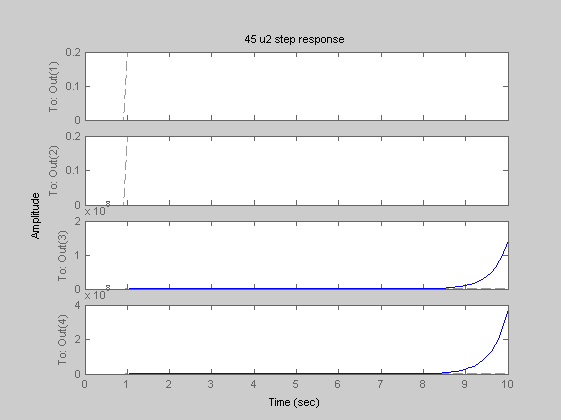 45 u2 step response
Amplitude
To: Out(1)
0.2
0.1
0
To: Out(2)
0.2
0.1
0
x 10
To: Out(3)
2
1
0
x 10
To: Out(4)
4
2
0
0 1 2 3 4 5 6 7 8 9 10
Time (sec)